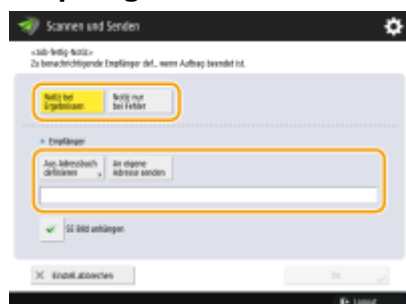 Scannen und Senden
<Job-fertig-Notiz>
Zu benachrichtigende Empfänger def., wenn Auftrag beendet ist.
Notiz bei
Ergebnissen
Notiz nur
bei Fehler
Empfänger
Aus Adressbuch
definieren
An eigene
Adresse senden
SE Bild anhängen
Einstell. abbrechen
OK
Logout